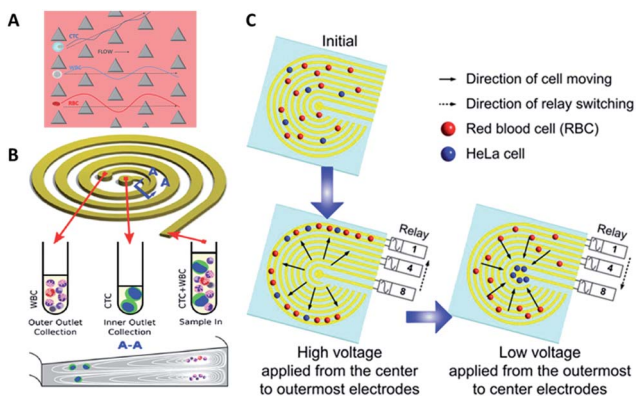 A
CTC
FLOW
WBC
RBC
B
A
A
WBC
CTC
CTC+WBC
Outer Outlet
Collection
Inner Outlet
Collection
Sample In
A-A
C
Initial
Direction of cell moving
Direction of relay switching
Red blood cell (RBC)
HeLa cell
Relay
1
4
8
High voltage
applied from the center
to outermost electrodes
Relay
1
4
8
Low voltage
applied from the outermost
to center electrodes